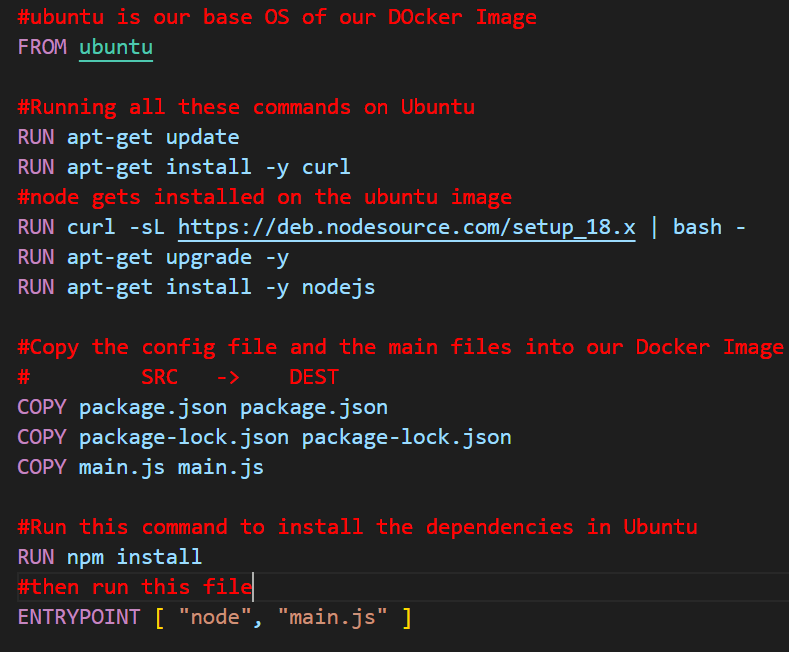 #ubuntu is our base OS of our DOcker Image
FROM ubuntu
#Running all these commands on Ubuntu
RUN apt-get update
RUN apt-get install -y curl
#node gets installed on the ubuntu image
RUN curl -sL https://deb.nodesource.com/setup_18.x | bash -
RUN apt-get upgrade -y
RUN apt-get install -y nodejs
#Copy the config file and the main files into our Docker Image
#         SRC   ->    DEST
COPY package.json package.json
COPY package-lock.json package-lock.json
COPY main.js main.js
#Run this command to install the dependencies in Ubuntu
RUN npm install
#then run this file
ENTRYPOINT [ "node", "main.js" ]